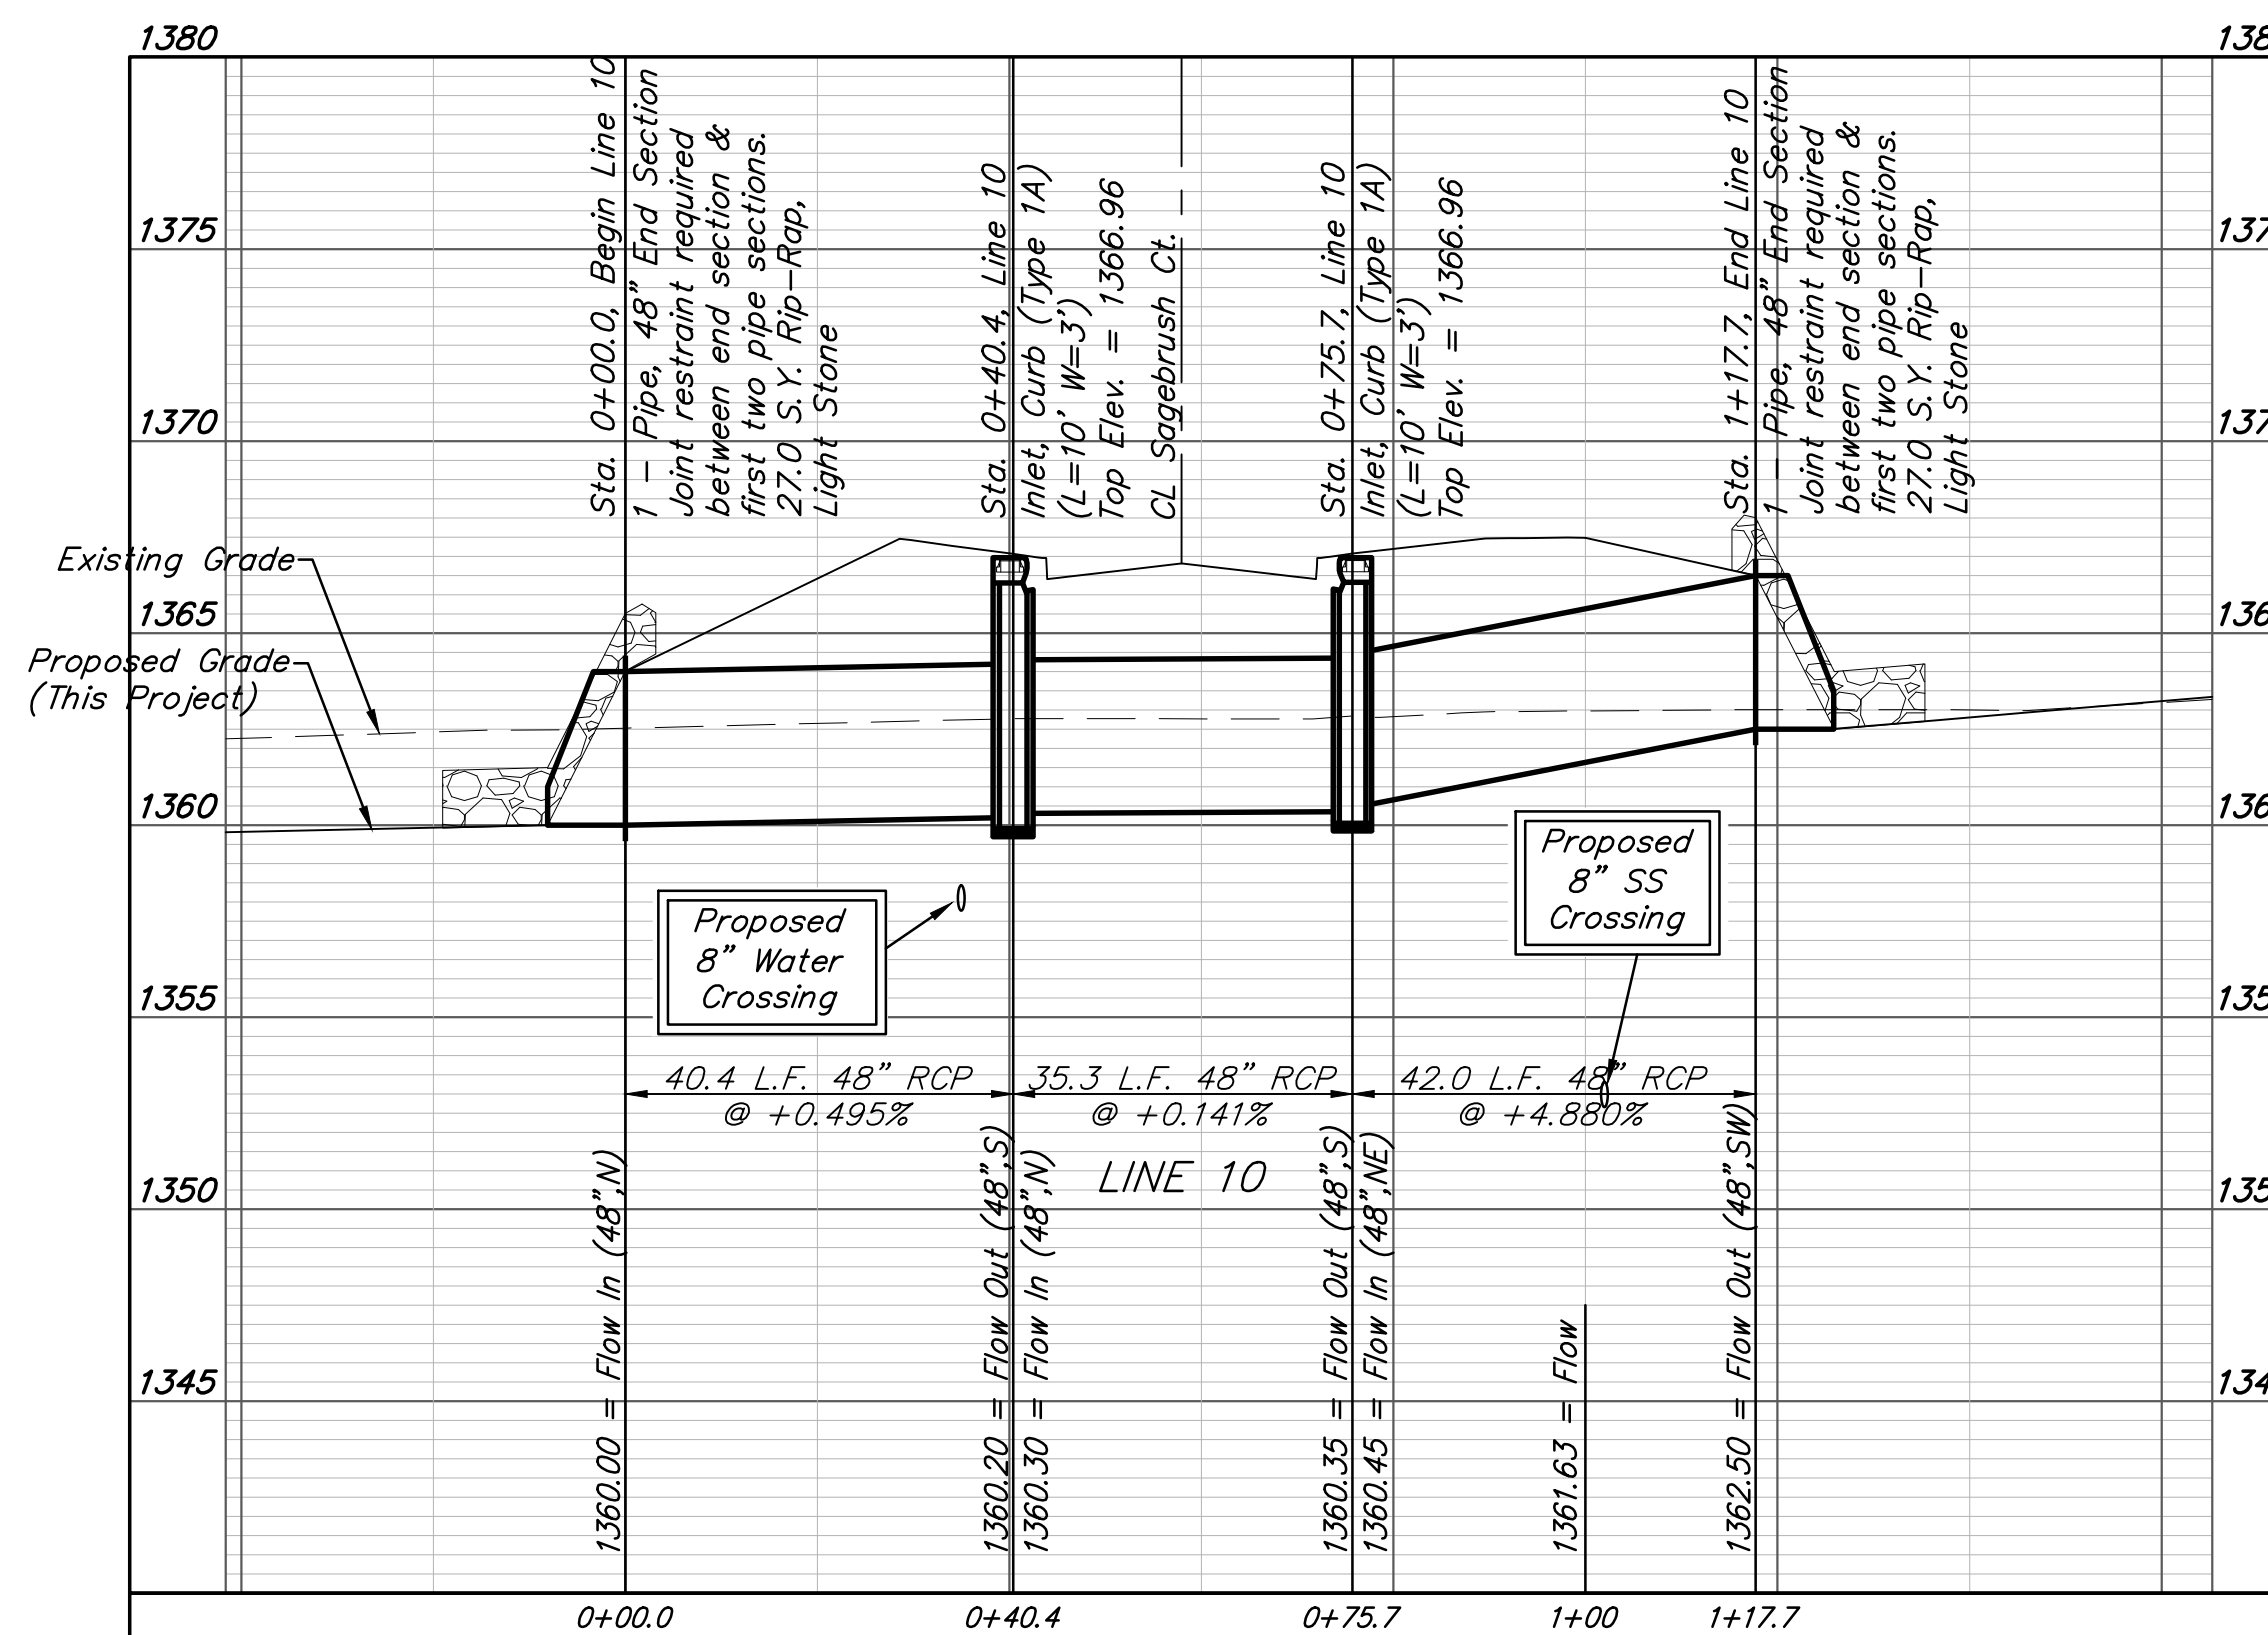 1380
138
1375
137
1370
137
1365
136
1360
136
1355
135
1350
135
1345
134
Sta. 0+00.0, Begin Line 10
1 - Pipe, 48" End Section
Joint restraint required
between end section &
first two pipe sections.
27.0 S.Y. Rip-Rap,
Light Stone
Sta. 0+40.4, Line 10
Inlet, Curb (Type 1A)
(L=10' W=3')
Top Elev. = 1366.96
CL Sagebrush Ct.
Sta. 0+75.7, Line 10
Inlet, Curb (Type 1A)
(L=10' W=3')
Top Elev. = 1366.96
Sta. 1+17.7, End Line 10
1 - Pipe, 48" End Section
Joint restraint required
between end section &
first two pipe sections.
27.0 S.Y. Rip-Rap,
Light Stone
Existing Grade
Proposed Grade
(This Project)
Proposed
8" Water
Crossing
Proposed
8" SS
Crossing
40.4 L.F. 48" RCP
@ +0.495%
35.3 L.F. 48" RCP
@ +0.141%
42.0 L.F. 48" RCP
@ +4.880%
LINE 10
1360.00 = Flow In (48",N)
1360.20 = Flow Out (48",S)
1360.30 = Flow In (48",N)
1360.35 = Flow Out (48",S)
1360.45 = Flow In (48",NE)
1361.63 = Flow
1362.50 = Flow Out (48",SW)
0+00.0
0+40.4
0+75.7
1+00
1+17.7